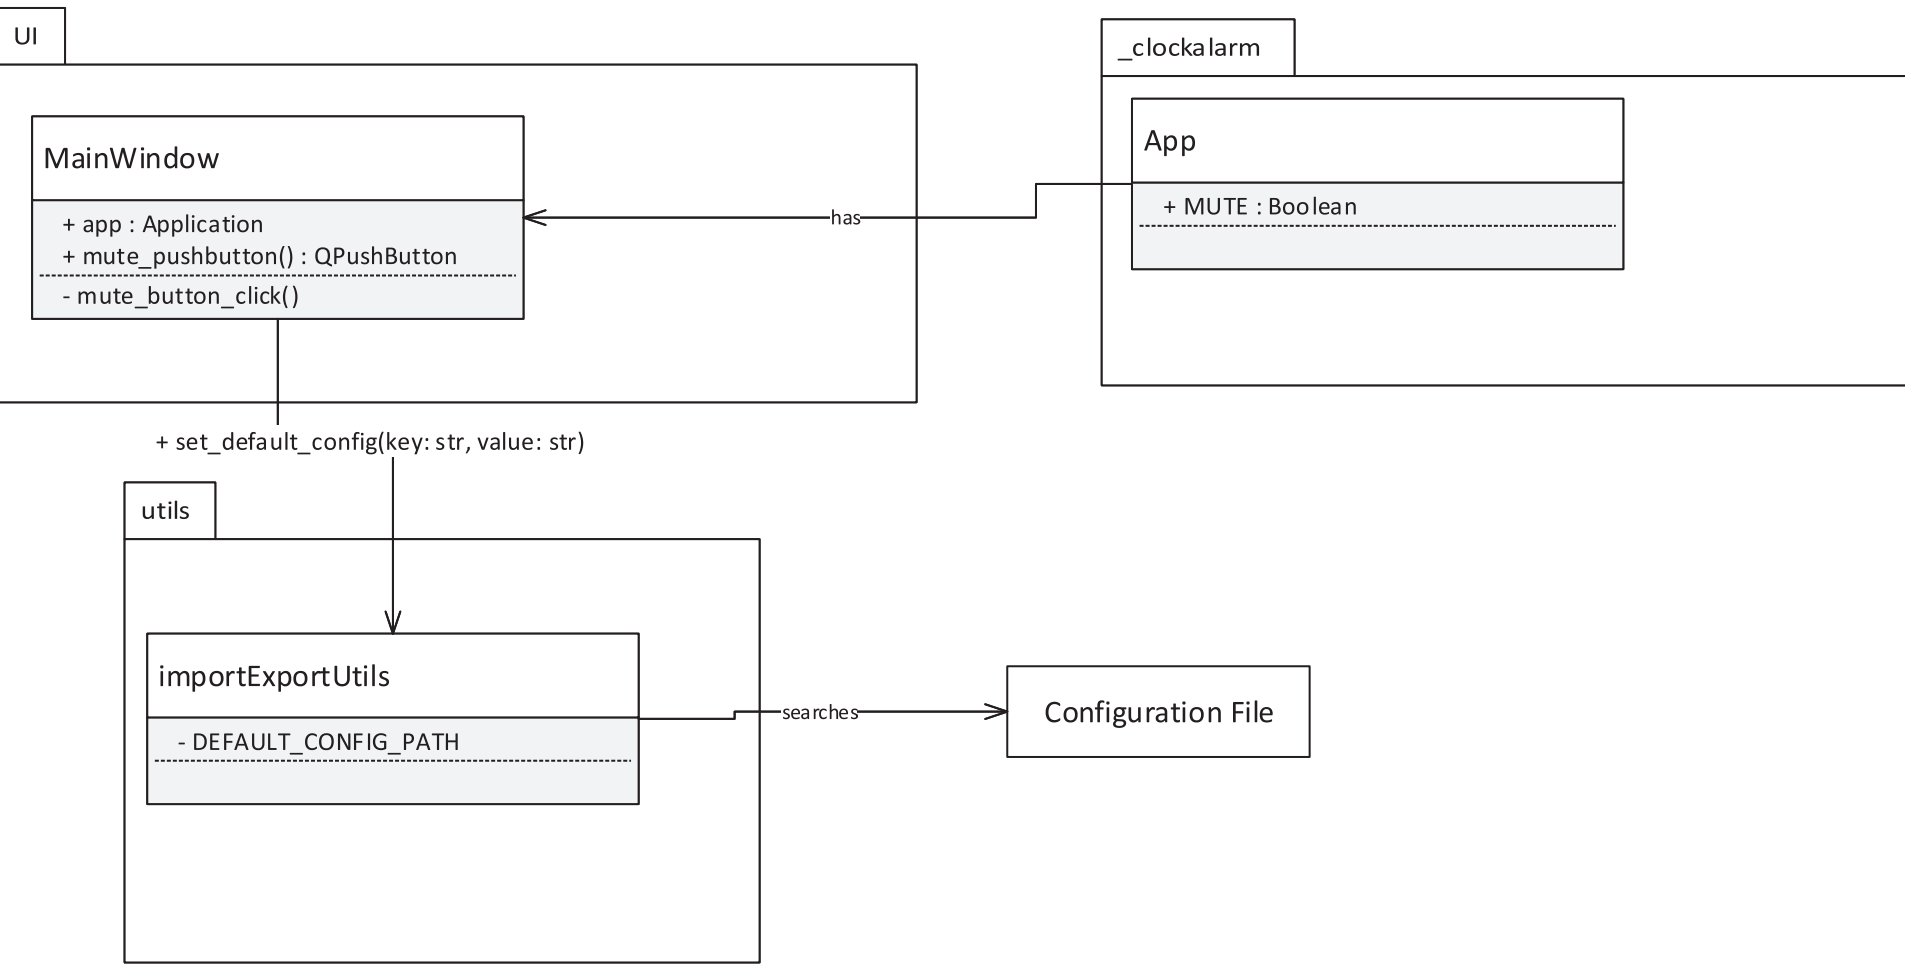 UI
_clockalarm
MainWindow
+ app : Application
+ mute_pushbutton() : QPushButton
- mute_button_click()
has
App
+ MUTE : Boolean
+ set_default_config(key: str, value: str)
utils
importExportUtils
- DEFAULT_CONFIG_PATH
searches
Configuration File